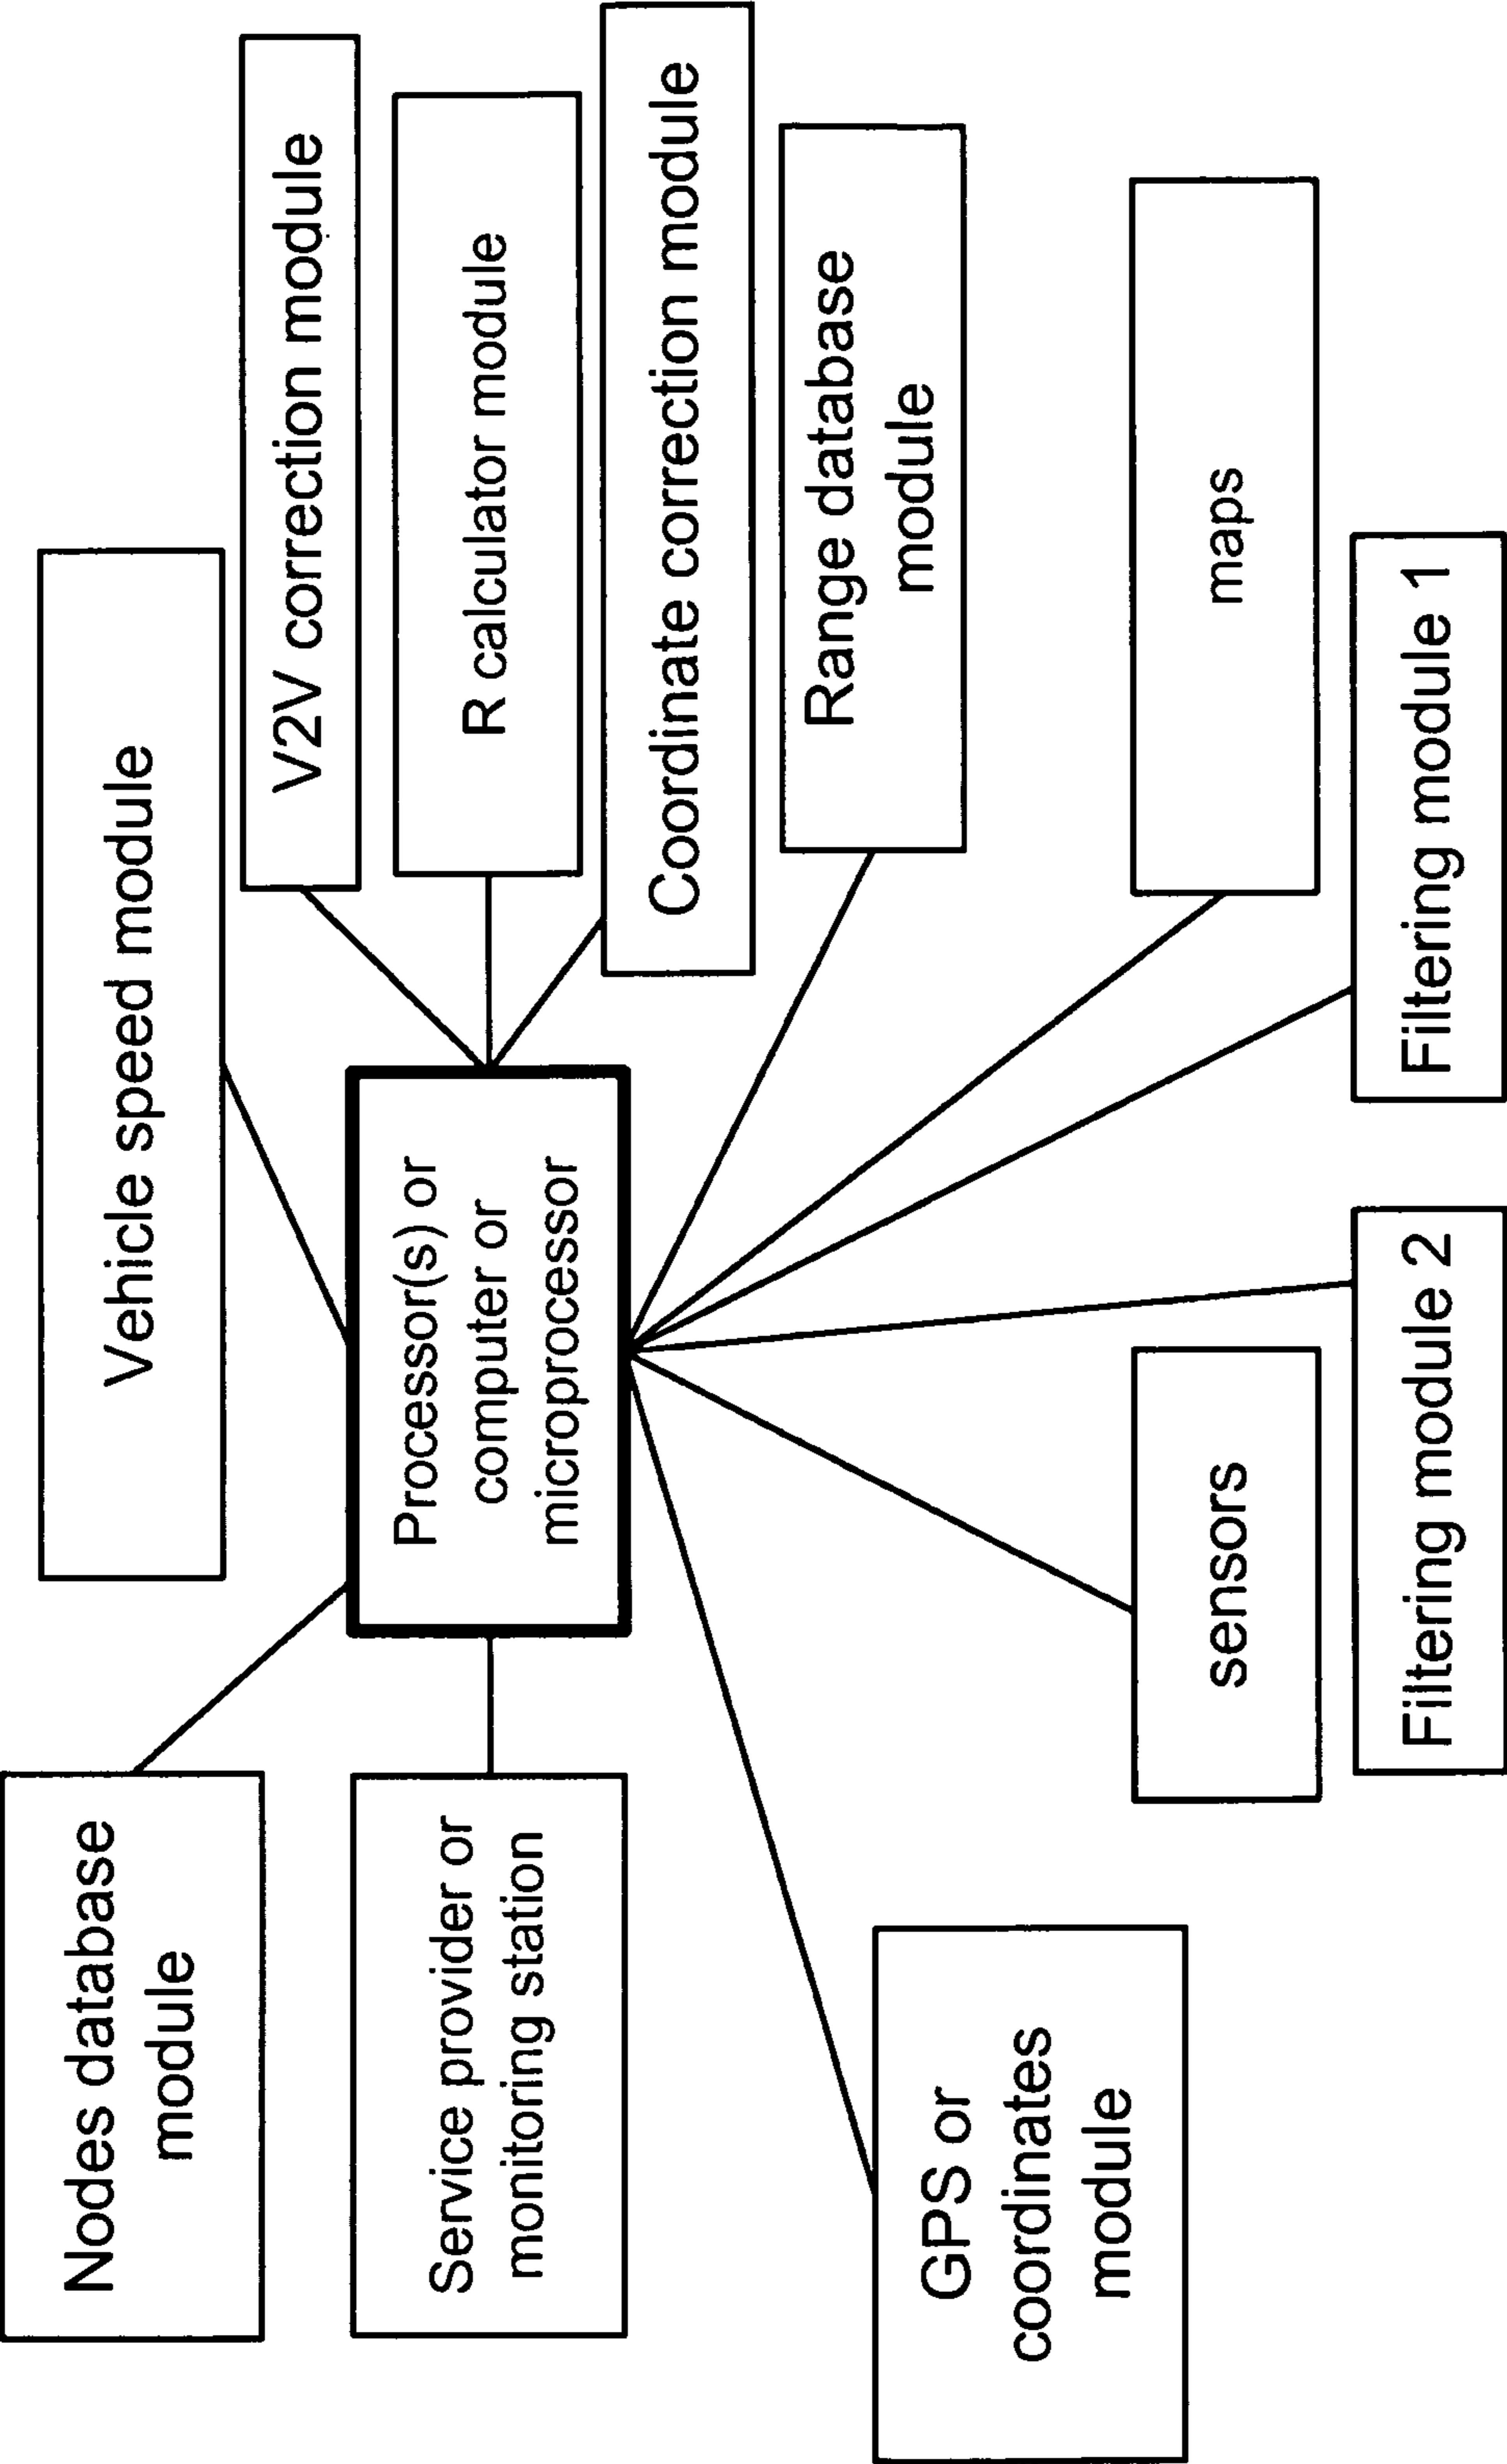 Nodes database
module
Vehicle speed module
V2V correction module
Service provider or
monitoring station
Processor(s) or
computer or
microprocessor
R calculator module
Coordinate correction module
Range database
module
GPS or
coordinates
module
sensors
maps
Filtering module 2
Filtering module 1